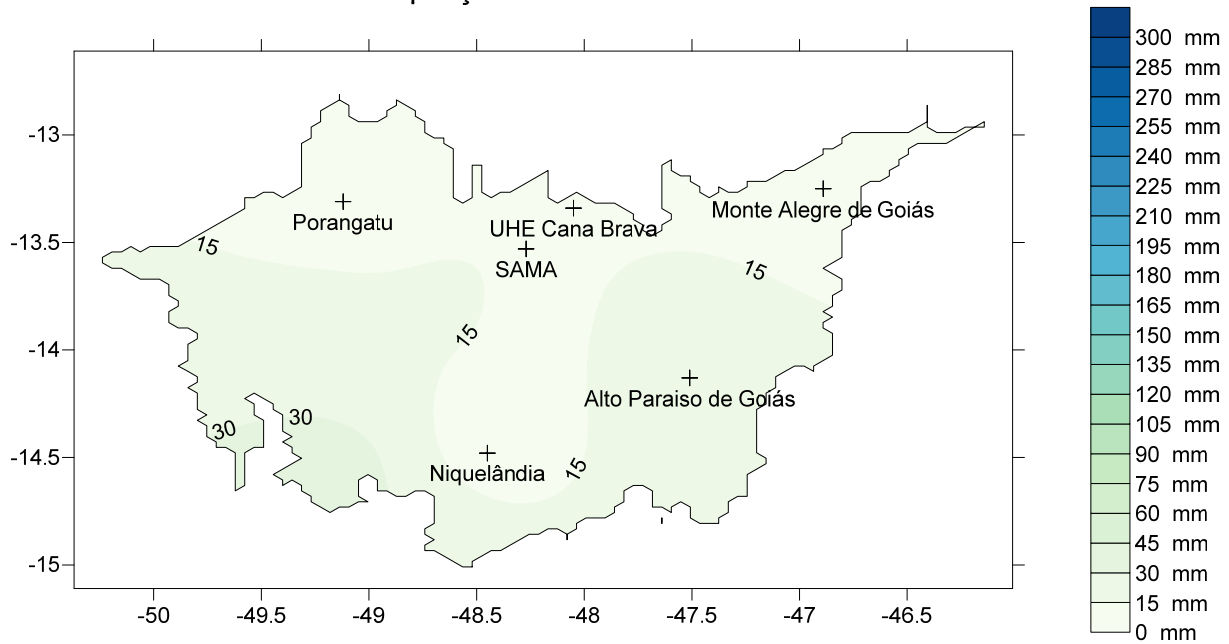 300 mm
285 mm
270 mm
255 mm
240 mm
225 mm
210 mm
195 mm
180 mm
165 mm
150 mm
135 mm
120 mm
105 mm
90 mm
75 mm
60 mm
45 mm
30 mm
15 mm
0 mm
-13
-13.5
-14
-14.5
-15
Monte Alegre de Goiás
Porangatu
UHE Cana Brava
15
SAMA
15
15
Alto Paraiso de Goiás
30
30
Niquelândia
15
-50
-49.5
-49
-48.5
-48
-47.5
-47
-46.5